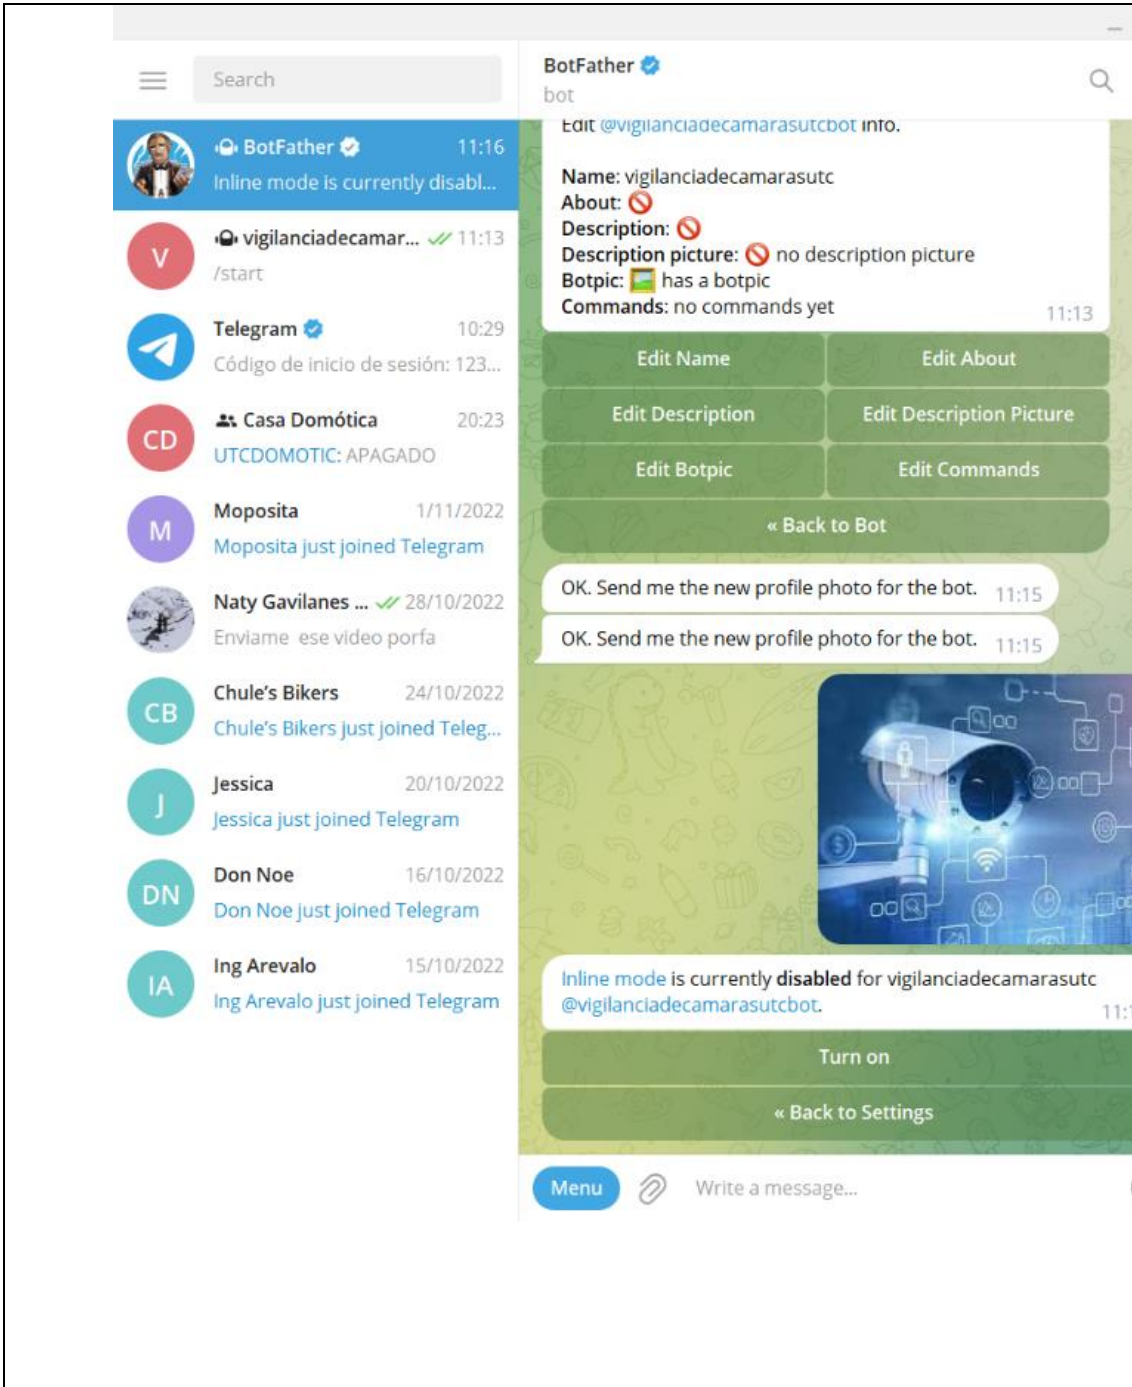 Search
BotFather
11:16
Inline mode is currently disabl...
V
vigilanciadecamar...
11:13
/start
Telegram
10:29
Código de inicio de sesión: 123...
CD
Casa Domótica
20:23
UTCDOMOTIC: APAGADO
M
Moposita
1/11/2022
Moposita just joined Telegram
Naty Gavilanes ...
28/10/2022
Enviame ese video porfa
CB
Chule's Bikers
24/10/2022
Chule's Bikers just joined Teleg...
J
Jessica
20/10/2022
Jessica just joined Telegram
DN
Don Noe
16/10/2022
Don Noe just joined Telegram
IA
Ing Arevalo
15/10/2022
Ing Arevalo just joined Telegram
BotFather
bot
Edit @vigilanciadecamarasutcbot info.
Name: vigilanciadecamarasutc
About:
Description:
Description picture: no description picture
Botpic: has a botpic
Commands: no commands yet
11:13
Edit Name
Edit About
Edit Description
Edit Description Picture
Edit Botpic
Edit Commands
« Back to Bot
OK. Send me the new profile photo for the bot.
11:15
OK. Send me the new profile photo for the bot.
11:15
Inline mode is currently disabled for vigilanciadecamarasutc
@vigilanciadecamarasutcbot.
Turn on
« Back to Settings
Menu
Write a message...